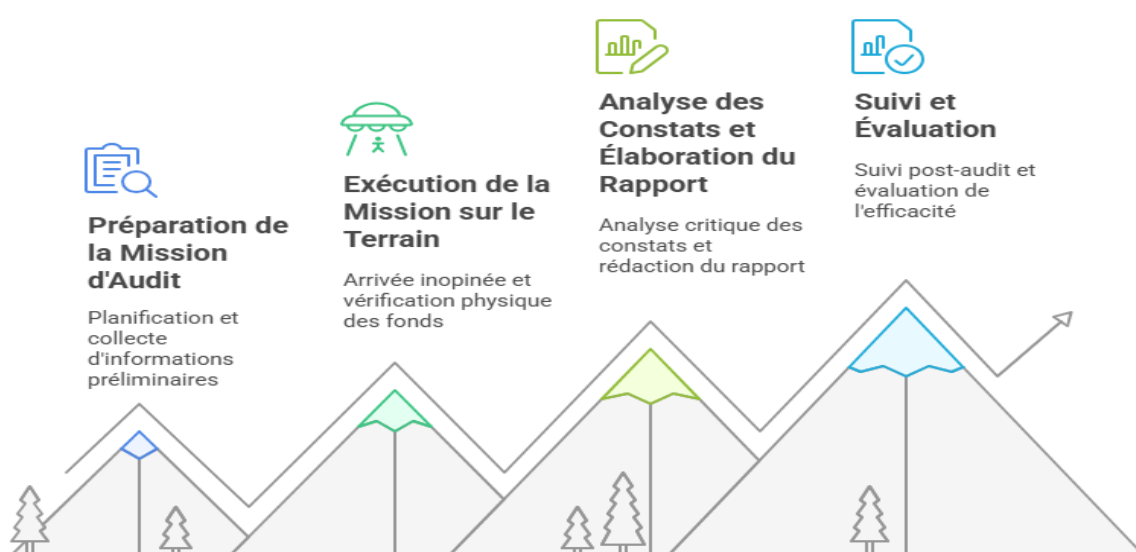 Préparation de
la Mission
d'Audit
Planification et
collecte
d'informations
préliminaires
Exécution de la
Mission sur le
Terrain
Arrivée inopinée et
vérification physique
des fonds
Analyse des
Constats et
Élaboration du
Rapport
Analyse critique des
constats et
rédaction du rapport
Suivi et
Évaluation
Suivi post-audit et
évaluation de
l'efficacité